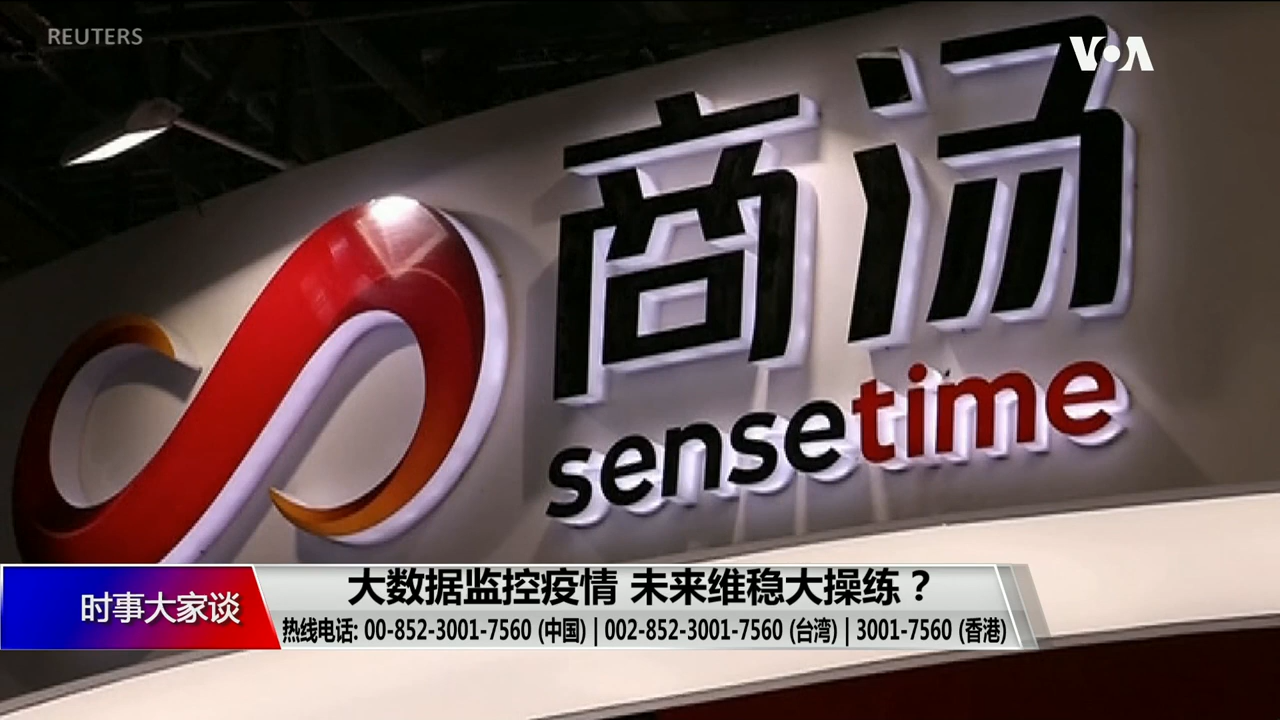 REUTERS
VOA
商汤
sensetime
大数据监控疫情 未来维稳大操练？
时事大家谈
热线电话: 00-852-3001-7560 (中国) | 002-852-3001-7560 (台湾) | 3001-7560 (香港)